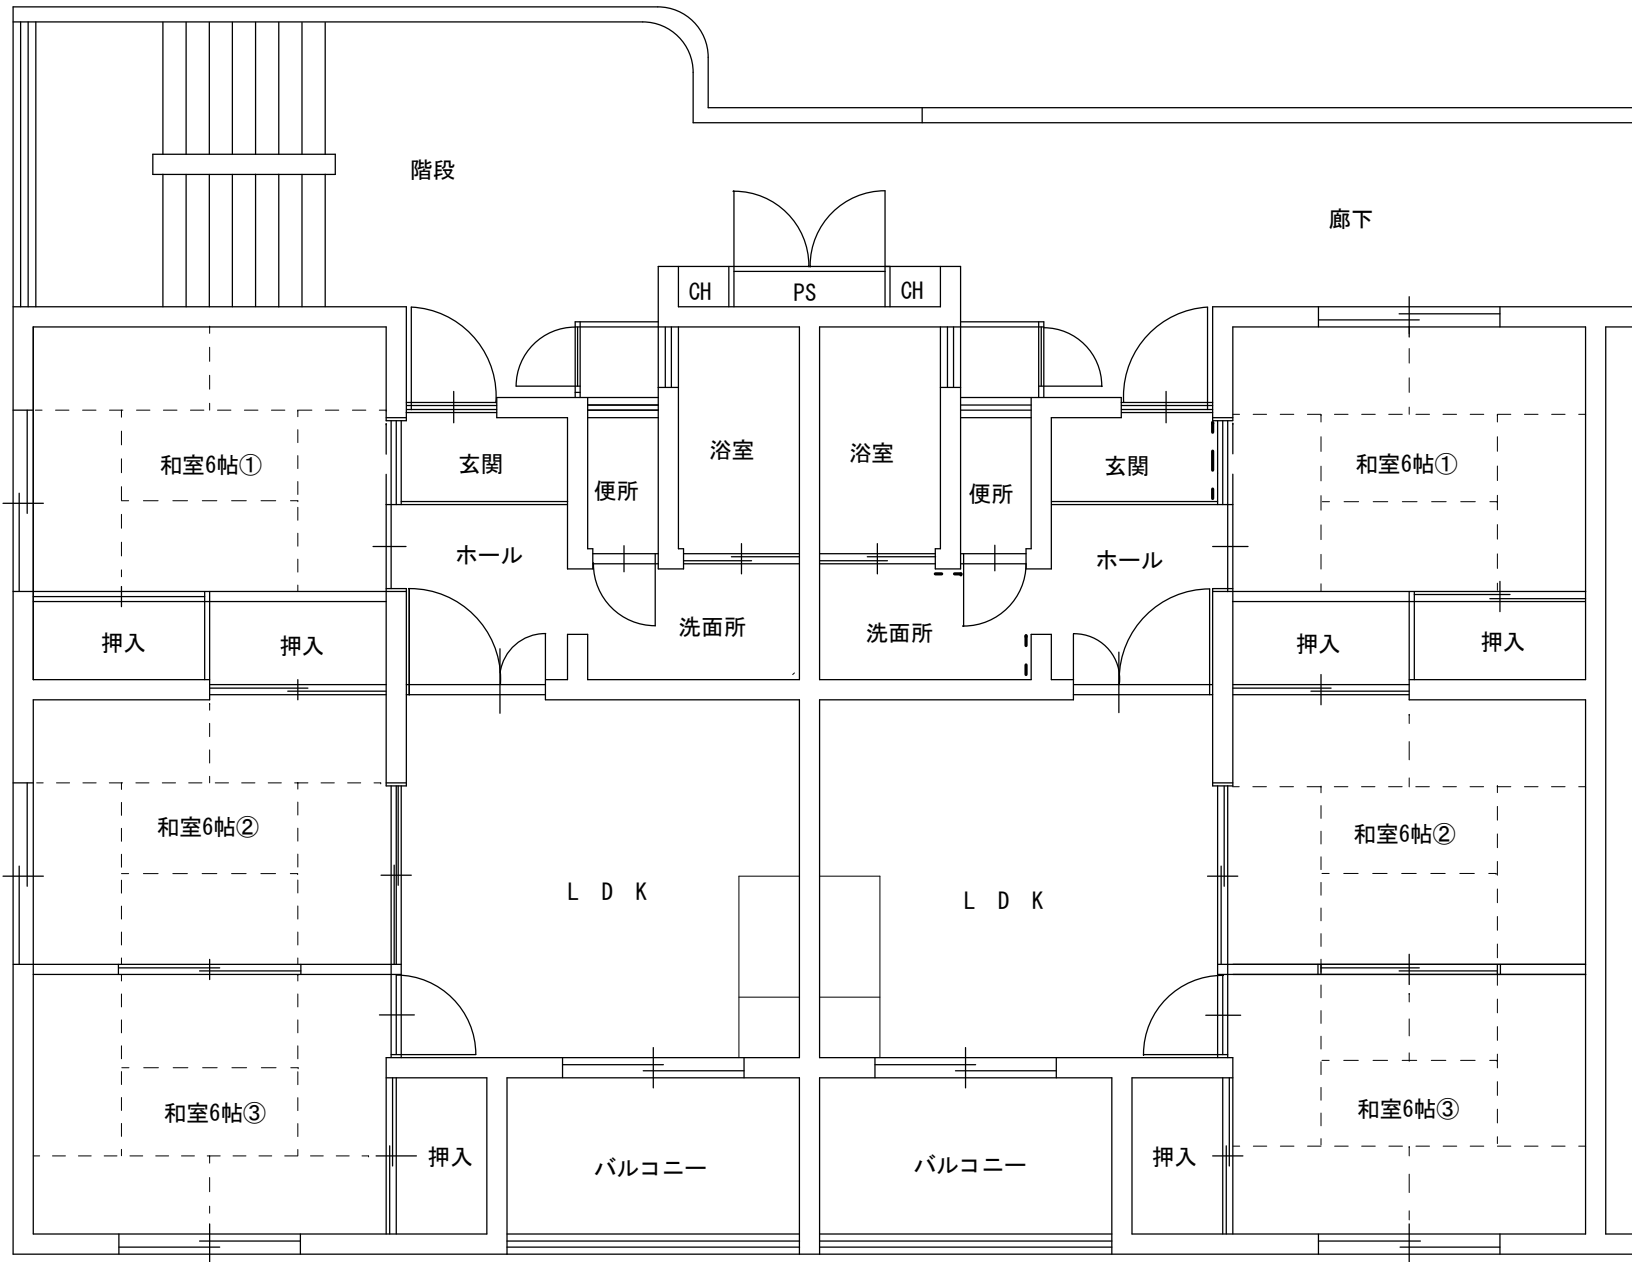 階段
廊下
CH
PS
CH
和室6帖①
玄関
便所
浴室
浴室
便所
玄関
和室6帖①
ホール
ホール
押入
押入
洗面所
洗面所
押入
押入
和室6帖②
L D K
L D K
和室6帖②
和室6帖③
押入
バルコニー
バルコニー
押入
和室6帖③